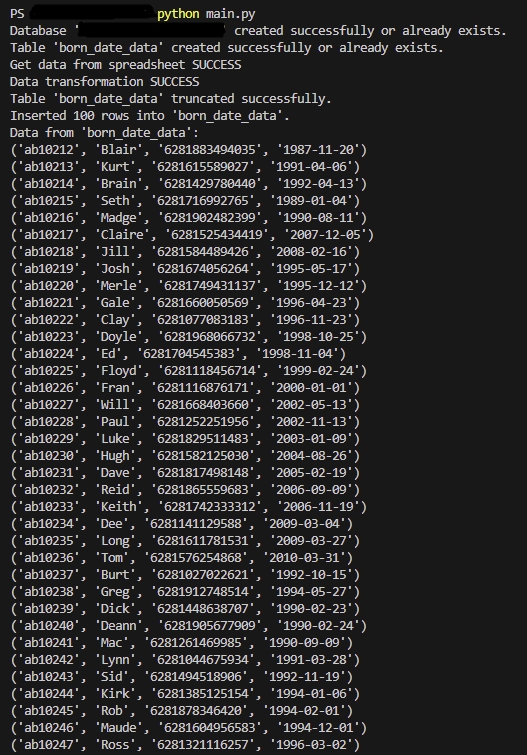 PS python main.py
Database ' created successfully or already exists.
Table 'born_date_data' created successfully or already exists.
Get data from spreadsheet SUCCESS
Data transformation SUCCESS
Table 'born_date_data' truncated successfully.
Inserted 100 rows into 'born_date_data'.
Data from 'born_date_data':
('ab10212', 'Blair', '6281883494035', '1987-11-20')
('ab10213', 'Kurt', '6281615589027', '1991-04-06')
('ab10214', 'Brain', '6281429780440', '1992-04-13')
('ab10215', 'Seth', '6281716992765', '1989-01-04')
('ab10216', 'Madge', '6281902482399', '1990-08-11')
('ab10217', 'Claire', '6281525434419', '2007-12-05')
('ab10218', 'Jill', '6281584489426', '2008-02-16')
('ab10219', 'Josh', '6281674056264', '1995-05-17')
('ab10220', 'Merle', '6281749431137', '1995-12-12')
('ab10221', 'Gale', '6281660050569', '1996-04-23')
('ab10222', 'Clay', '6281077083183', '1996-11-23')
('ab10223', 'Doyle', '6281968066732', '1998-10-25')
('ab10224', 'Ed', '6281704545383', '1998-11-04')
('ab10225', 'Floyd', '6281118456714', '1999-02-24')
('ab10226', 'Fran', '6281116876171', '2000-01-01')
('ab10227', 'Will', '6281668403660', '2002-05-13')
('ab10228', 'Paul', '6281252251956', '2002-11-13')
('ab10229', 'Luke', '6281829511483', '2003-01-09')
('ab10230', 'Hugh', '6281582125030', '2004-08-26')
('ab10231', 'Dave', '6281817498148', '2005-02-19')
('ab10232', 'Reid', '6281865559683', '2006-09-09')
('ab10233', 'Keith', '6281742333312', '2006-11-19')
('ab10234', 'Dee', '6281141129588', '2009-03-04')
('ab10235', 'Long', '6281611781531', '2009-03-27')
('ab10236', 'Tom', '6281576254868', '2010-03-31')
('ab10237', 'Burt', '6281027022621', '1992-10-15')
('ab10238', 'Greg', '6281912748514', '1994-05-27')
('ab10239', 'Dick', '6281448638707', '1990-02-23')
('ab10240', 'Deann', '6281905677909', '1990-02-24')
('ab10241', 'Mac', '6281261469985', '1990-09-09')
('ab10242', 'Lynn', '6281044675934', '1991-03-28')
('ab10243', 'Sid', '6281494518906', '1992-11-19')
('ab10244', 'Kirk', '6281385125154', '1994-01-06')
('ab10245', 'Rob', '6281878346420', '1994-02-01')
('ab10246', 'Maude', '6281604956583', '1994-12-01')
('ab10247', 'Ross', '6281321116257', '1996-03-02')